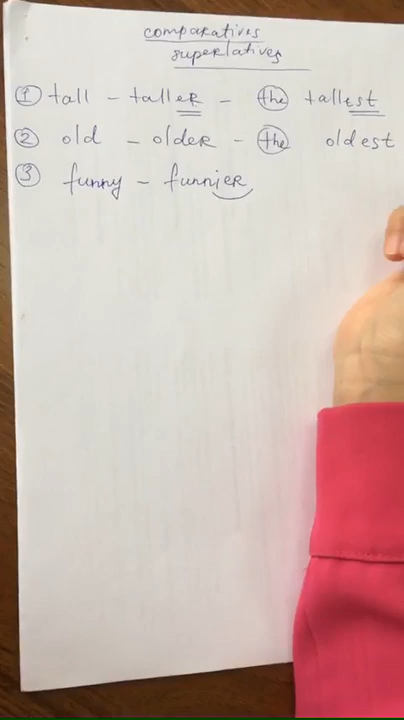 comparatives
superlatives
① tall - tallER - the tallEst
② old - oldeR - the oldest
③ funny - funnieR